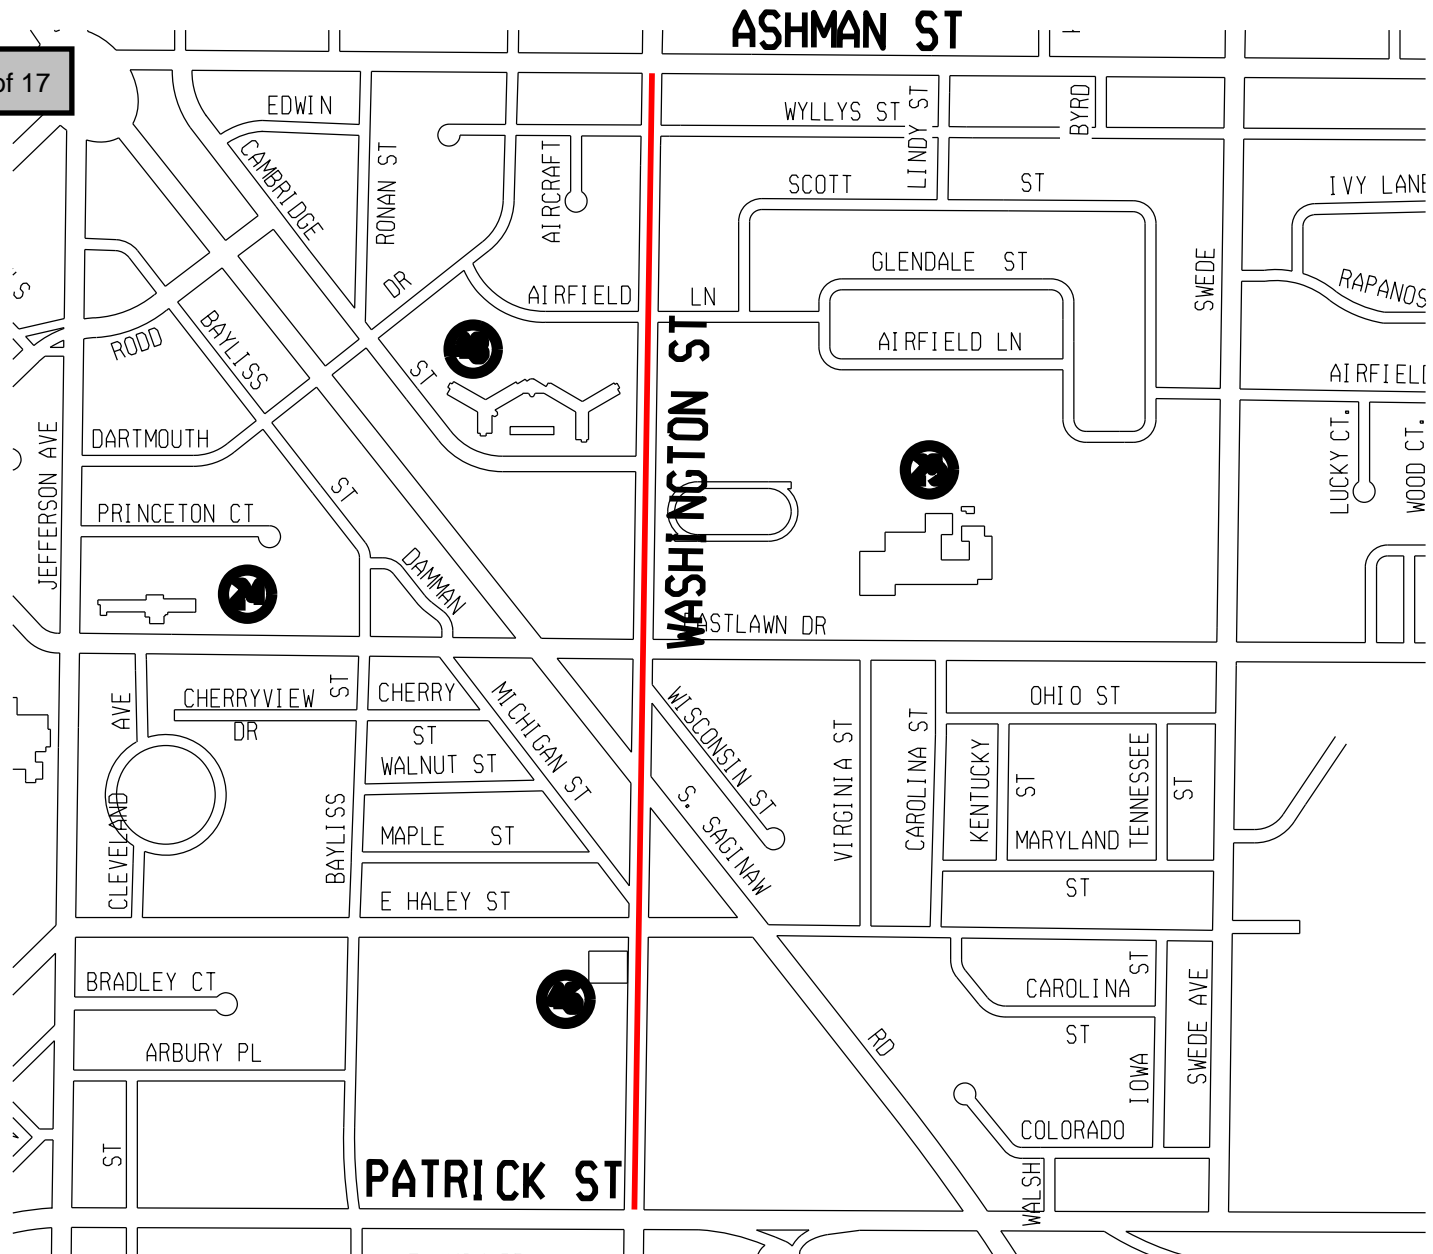 ASHMAN ST
of 17
EDWIN
WYLLYS ST
LINDY ST
BYRD
CAMBRIDGE
RONAN ST
AIRCRAFT
SCOTT
ST
IVY LANE
GLENDALE ST
SWEDE
DR
AIRFIELD
LN
RAPANOS
S
RODD
BAYLISS
WASHINGTON ST
AIRFIELD LN
ST
AIRFIEL
DARTMOUTH
JEFFERSON AVE
LUCKY CT.
WOOD CT.
ST
PRINCETON CT
DAMMAN
EASTLAWN DR
AVE
CHERRYVIEW
ST
CHERRY
MICHIGAN ST
WISCONSIN ST
OHIO ST
DR
ST
WALNUT ST
VIRGINIA ST
CAROLINA ST
KENTUCKY
ST
TENNESSEE
ST
S. SAGINAW
CLEVELAND
BAYLISS
MAPLE ST
MARYLAND
E HALEY ST
ST
BRADLEY CT
ST
CAROLINA
SWEDE AVE
RD
ST
ARBURY PL
IOWA
COLORADO
ST
PATRICK ST
WALSH